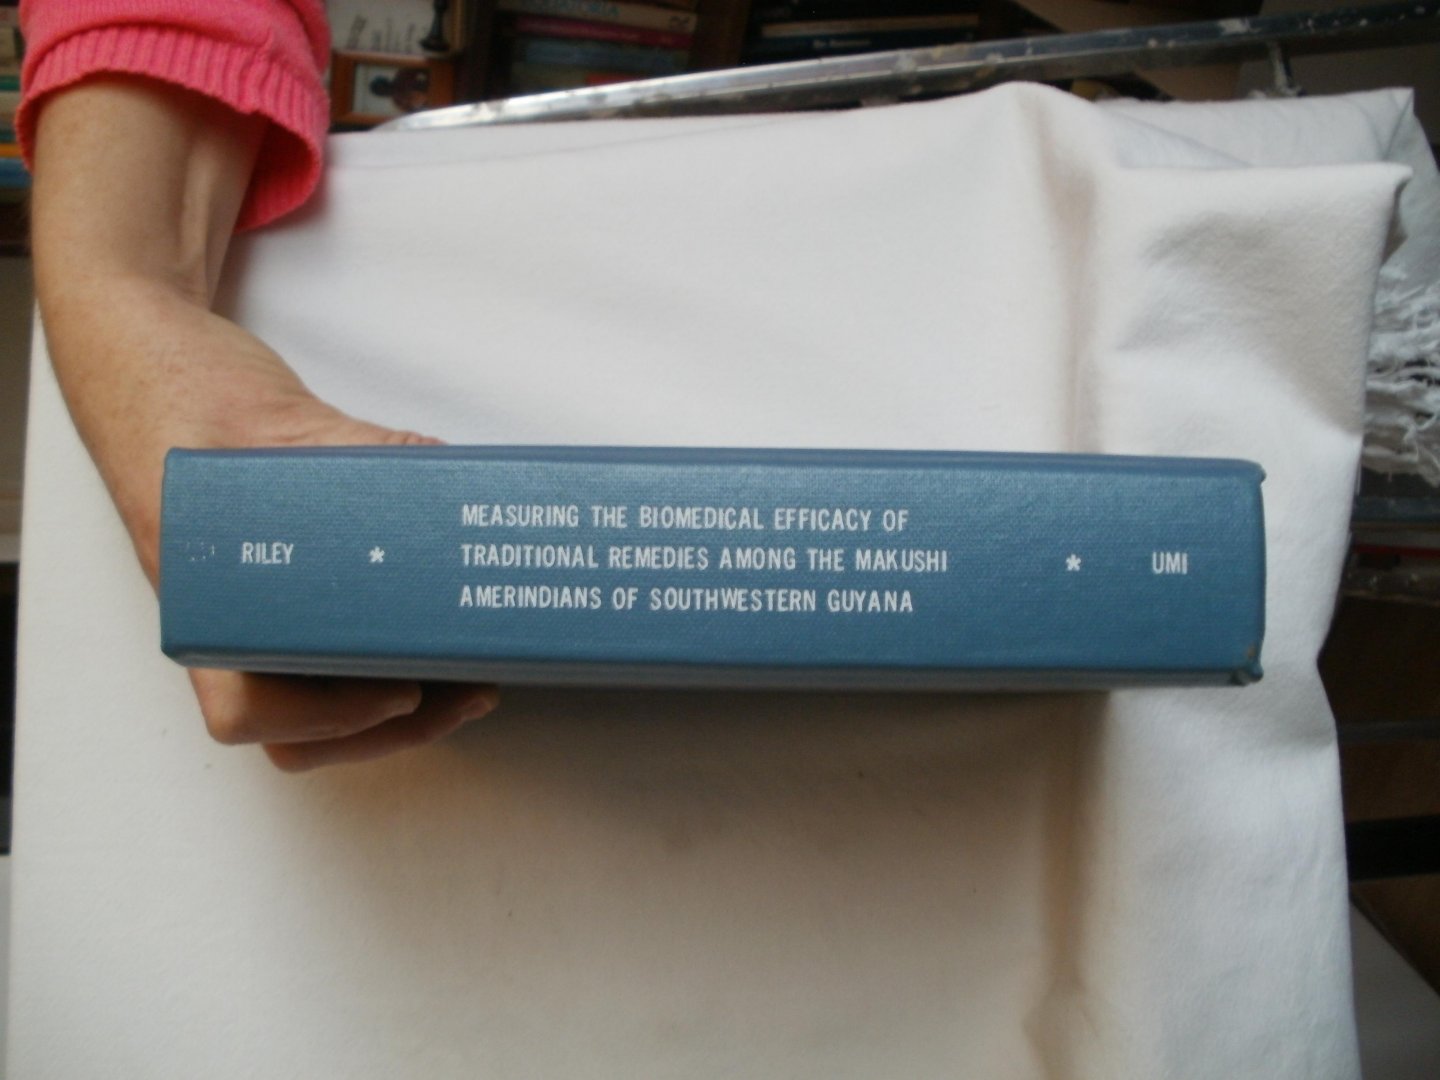 RILEY * MEASURING THE BIOMEDICAL EFFICACY OF
TRADITIONAL REMEDIES AMONG THE MAKUSHI
AMERINDIANS OF SOUTHWESTERN GUYANA
* UMI